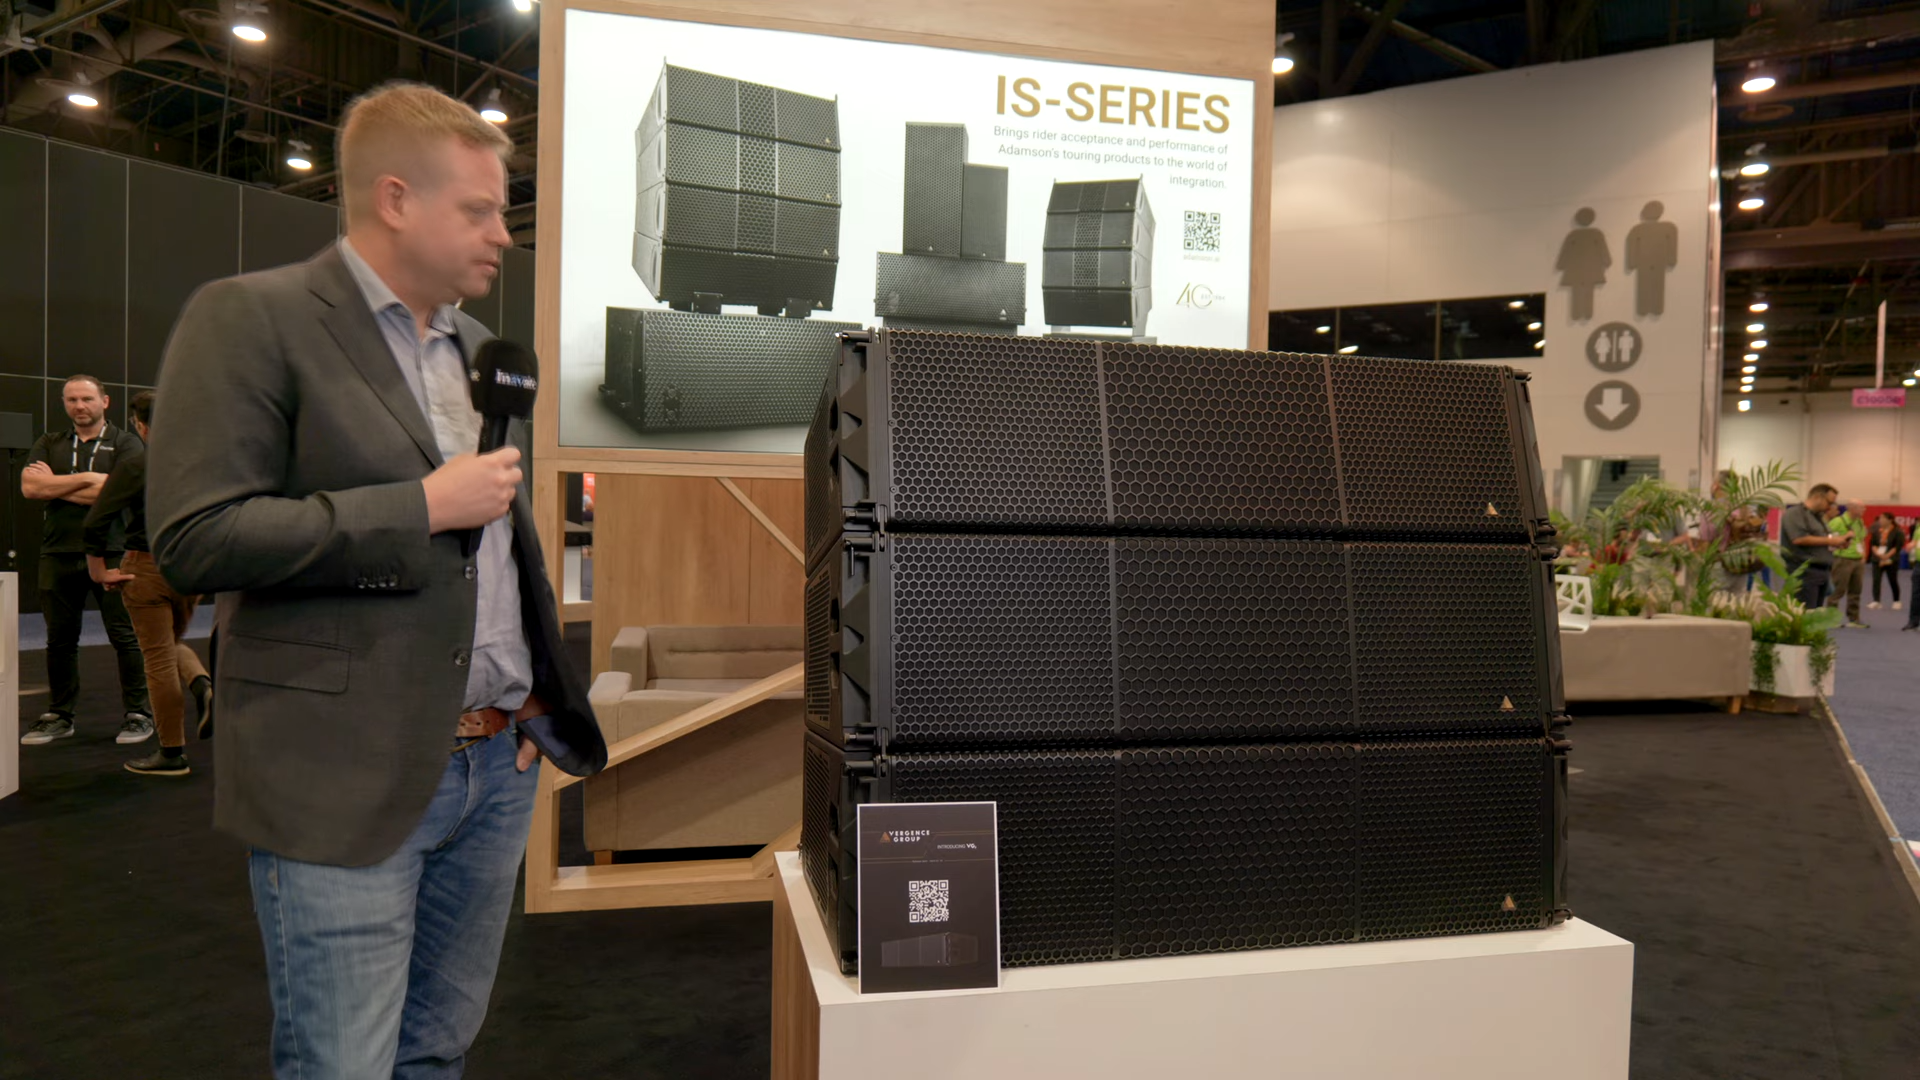 IS-SERIES
Brings rider acceptance and performance of
Adamson's touring products to the world of
integration.
VERGENCE
GROUP
INTRODUCING VG